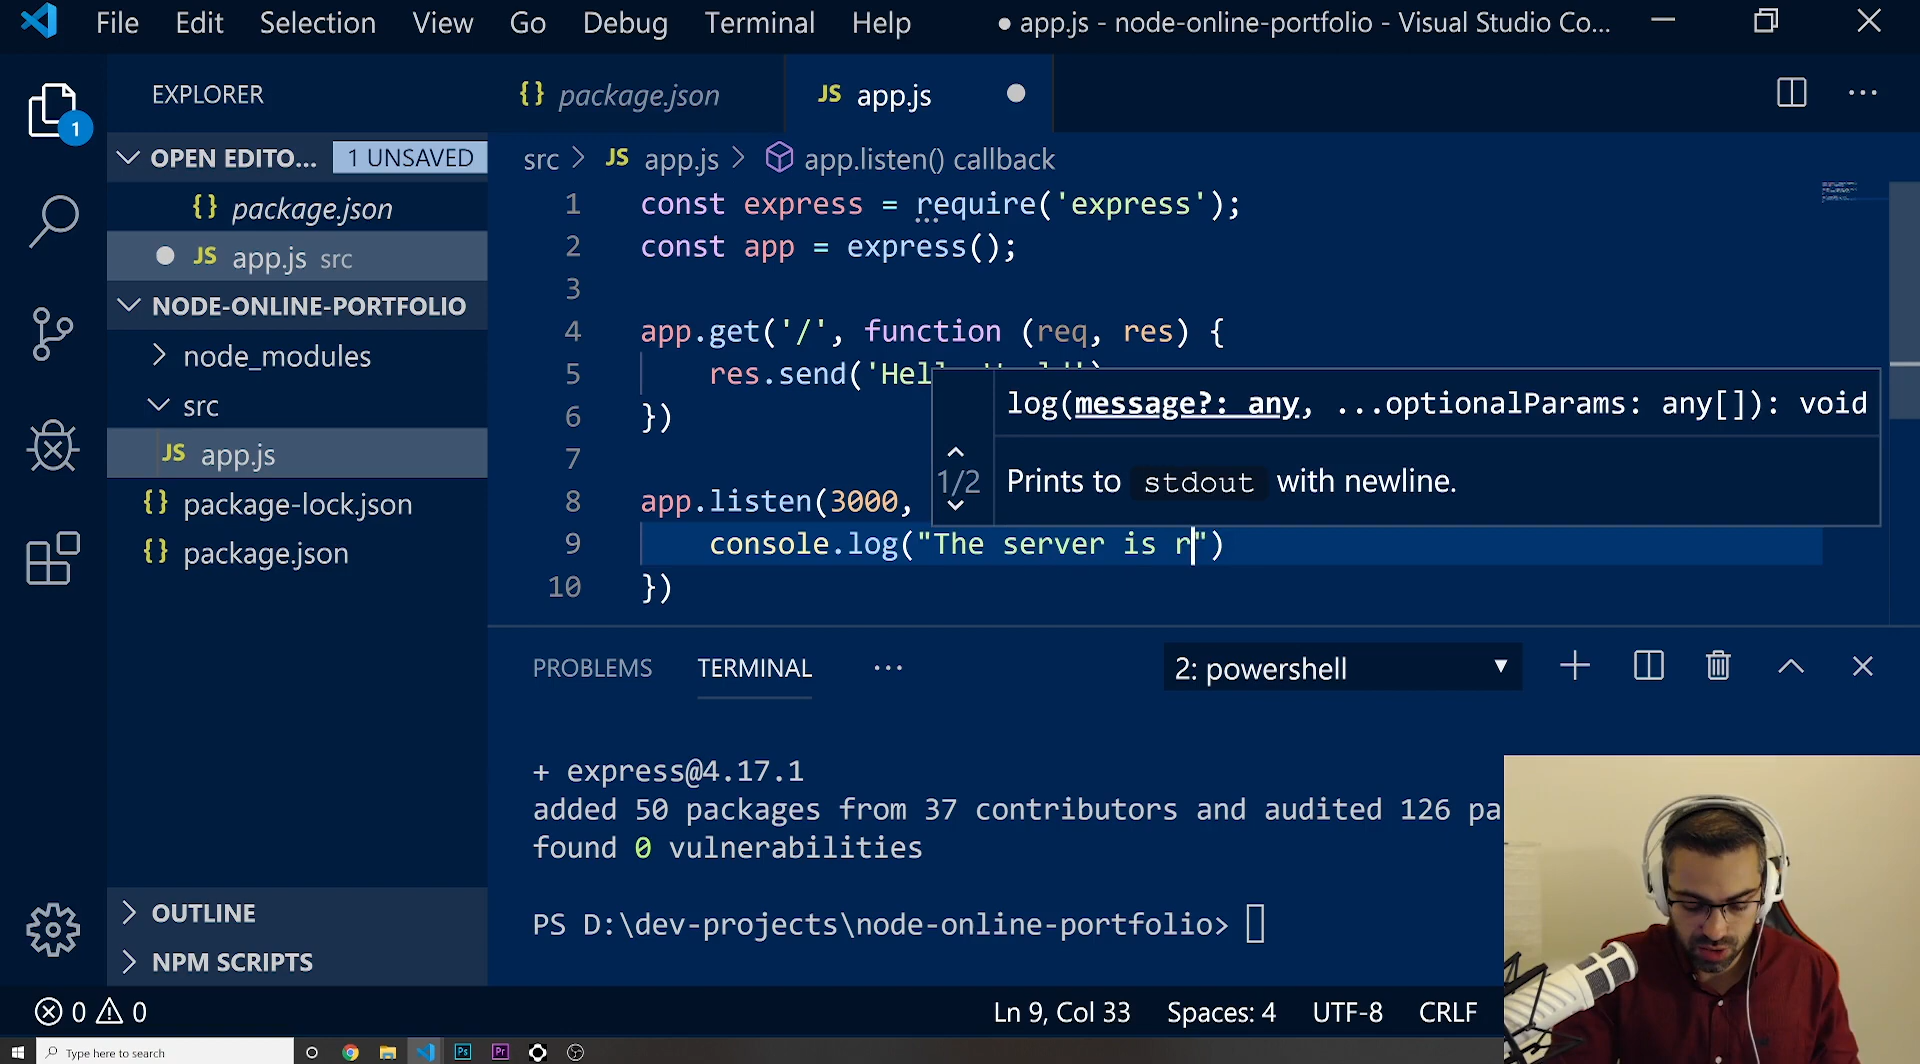 File Edit Selection View Go Debug Terminal Help ● app.js - node-online-portfolio - Visual Studio Co...
EXPLORER
{} package.json JS app.js
1
OPEN EDITO... 1 UNSAVED
src > JS app.js > app.listen() callback
{} package.json
JS app.js src
NODE-ONLINE-PORTFOLIO
node_modules
src
JS app.js
{} package-lock.json
{} package.json
OUTLINE
NPM SCRIPTS
1 const express = require('express');
2 const app = express();
3
4 app.get('/', function (req, res) {
5 res.send('Hell
6 })
7
8 app.listen(3000,
9 console.log("The server is r")
10 })
log(message?: any, ...optionalParams: any[]): void
1/2
Prints to stdout with newline.
PROBLEMS TERMINAL ... 2: powershell
+ express@4.17.1
added 50 packages from 37 contributors and audited 126 pa
found 0 vulnerabilities
PS D:\dev-projects\node-online-portfolio>
0 0 Ln 9, Col 33 Spaces: 4 UTF-8 CRLF
Type here to search Ps Pr